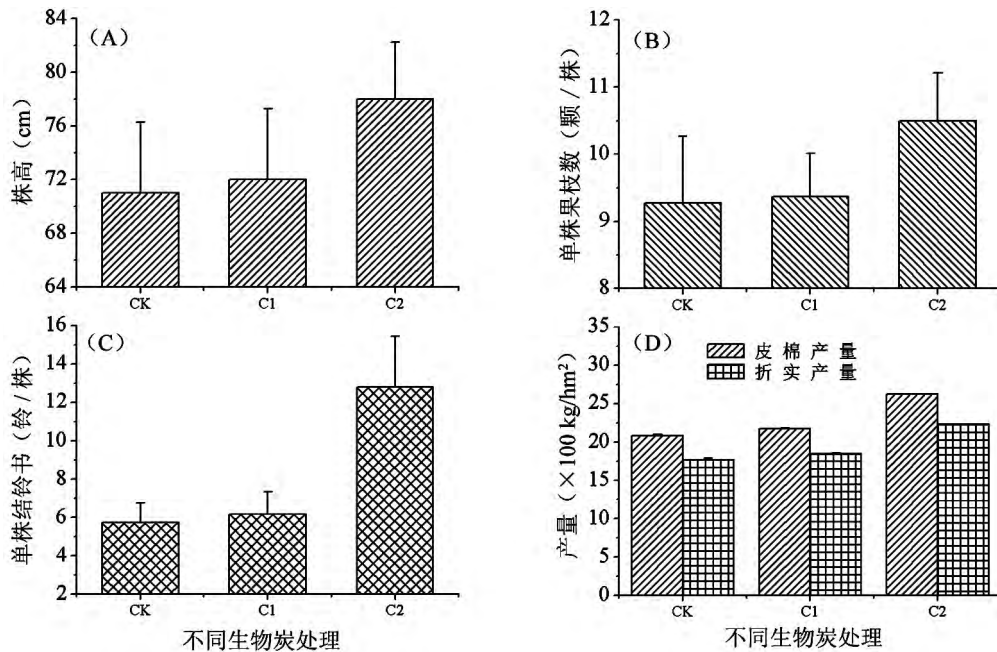 (A)
株高（cm）
84
80
76
72
68
64
CK
C1
C2
(B)
单株果枝数（颗／株）
12
11
10
9
8
CK
C1
C2
(C)
单株结铃书（铃／株）
16
14
12
10
8
6
4
2
CK
C1
C2
不同生物炭处理
(D)
皮棉产量
折实产量
产量（×100 kg/hm²）
35
30
25
20
15
10
5
0
CK
C1
C2
不同生物炭处理